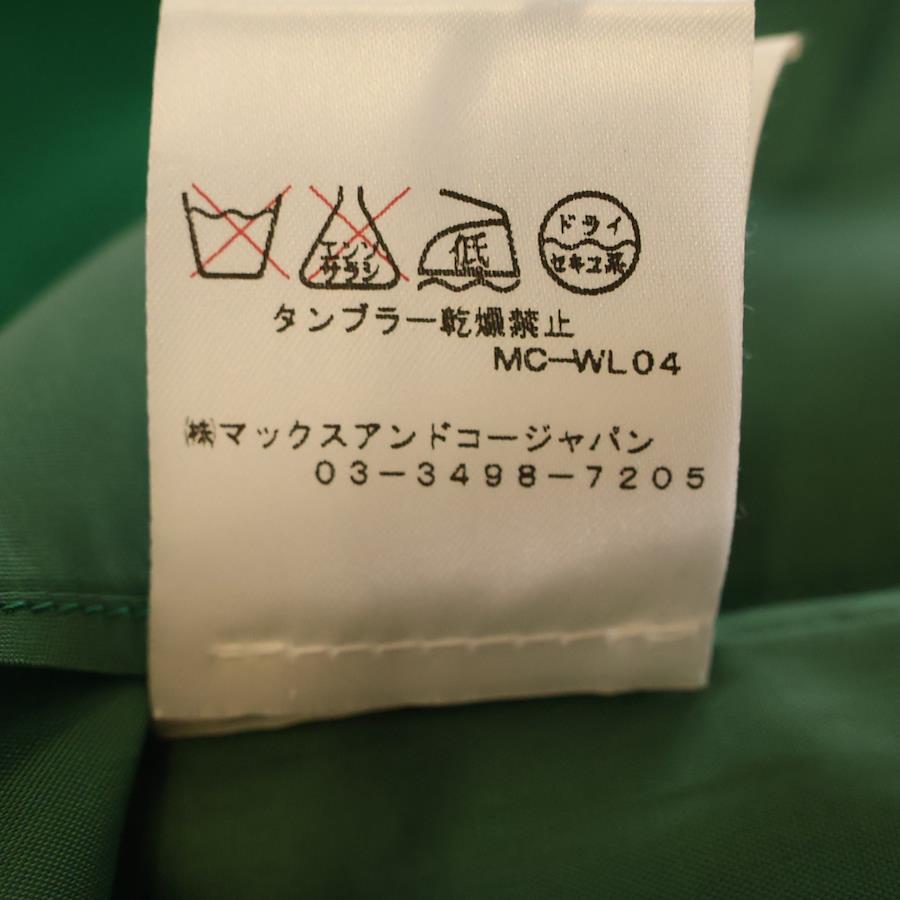 エンソ
サラシ
低
ドライ
セキユ系
タンブラー乾燥禁止
MC-WL04
㈱マックスアンドコージャパン
03-3498-7205